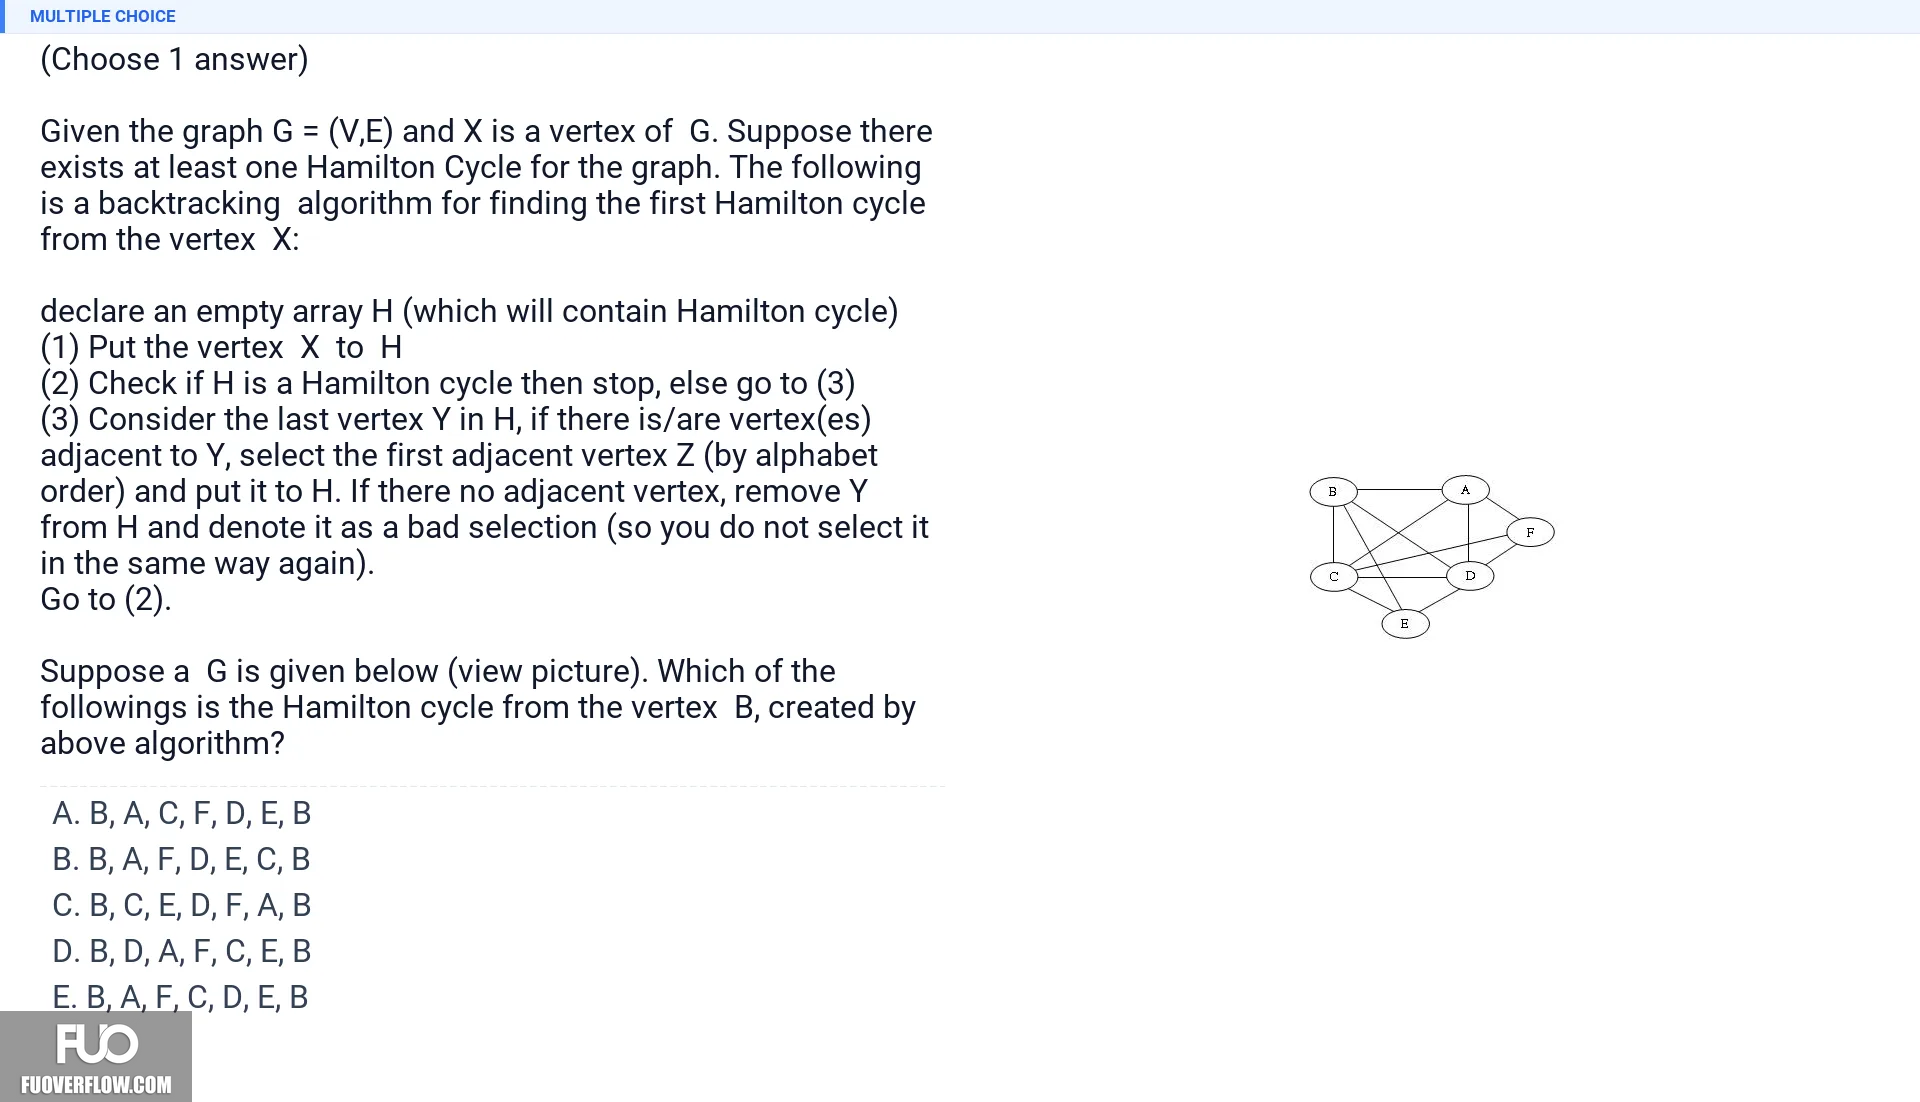 MULTIPLE CHOICE
(Choose 1 answer)
Given the graph G = (V,E) and X is a vertex of G. Suppose there
exists at least one Hamilton Cycle for the graph. The following
is a backtracking algorithm for finding the first Hamilton cycle
from the vertex X:
declare an empty array H (which will contain Hamilton cycle)
(1) Put the vertex X to H
(2) Check if H is a Hamilton cycle then stop, else go to (3)
(3) Consider the last vertex Y in H, if there is/are vertex(es)
adjacent to Y, select the first adjacent vertex Z (by alphabet
order) and put it to H. If there no adjacent vertex, remove Y
from H and denote it as a bad selection (so you do not select it
in the same way again).
Go to (2).
Suppose a G is given below (view picture). Which of the
followings is the Hamilton cycle from the vertex B, created by
above algorithm?
A. B, A, C, F, D, E, B
B. B, A, F, D, E, C, B
C. B, C, E, D, F, A, B
D. B, D, A, F, C, E, B
E. B, A, F, C, D, E, B
B A
F
C D
E
FUO
FUOVERFLOW.COM